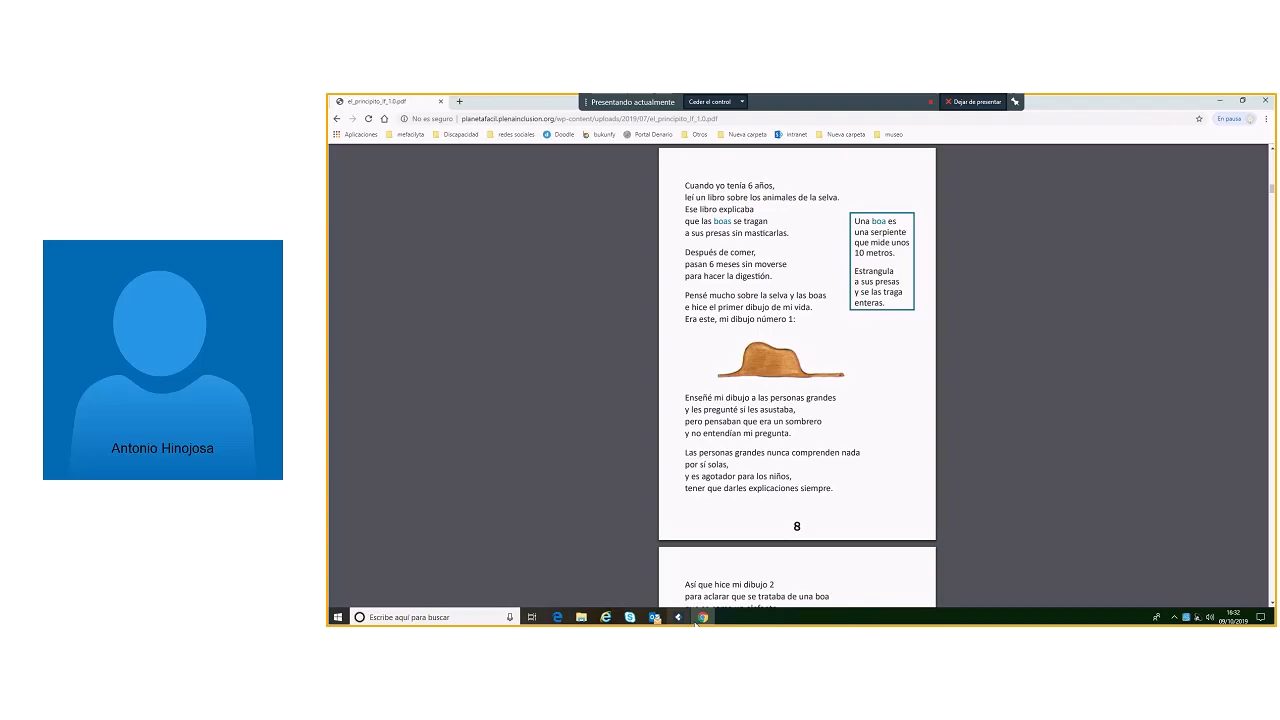 Antonio Hinojosa
el_principito_lf_1.0.pdf
Presentando actualmente
Ceder el control
Dejar de presentar
No es seguro
planetafacil.plenainclusion.org/wp-content/uploads/2019/07/el_principito_lf_1.0.pdf
En pausa
Aplicaciones
mefacilyta
Discapacidad
redes sociales
Doodle
bukunfy
Portal Denario
Otros
Nueva carpeta
intranet
Nueva carpeta
museo
Cuando yo tenía 6 años,
leí un libro sobre los animales de la selva.
Ese libro explicaba
que las boas se tragan
a sus presas sin masticarlas.
Después de comer,
pasan 6 meses sin moverse
para hacer la digestión.
Pensé mucho sobre la selva y las boas
e hice el primer dibujo de mi vida.
Era este, mi dibujo número 1:
Una boa es
una serpiente
que mide unos
10 metros.
Estrangula
a sus presas
y se las traga
enteras.
Enseñé mi dibujo a las personas grandes
y les pregunté si les asustaba,
pero pensaban que era un sombrero
y no entendían mi pregunta.
Las personas grandes nunca comprenden nada
por sí solas,
y es agotador para los niños,
tener que darles explicaciones siempre.
8
Así que hice mi dibujo 2
para aclarar que se trataba de una boa
Escribe aquí para buscar
16:32
09/10/2019